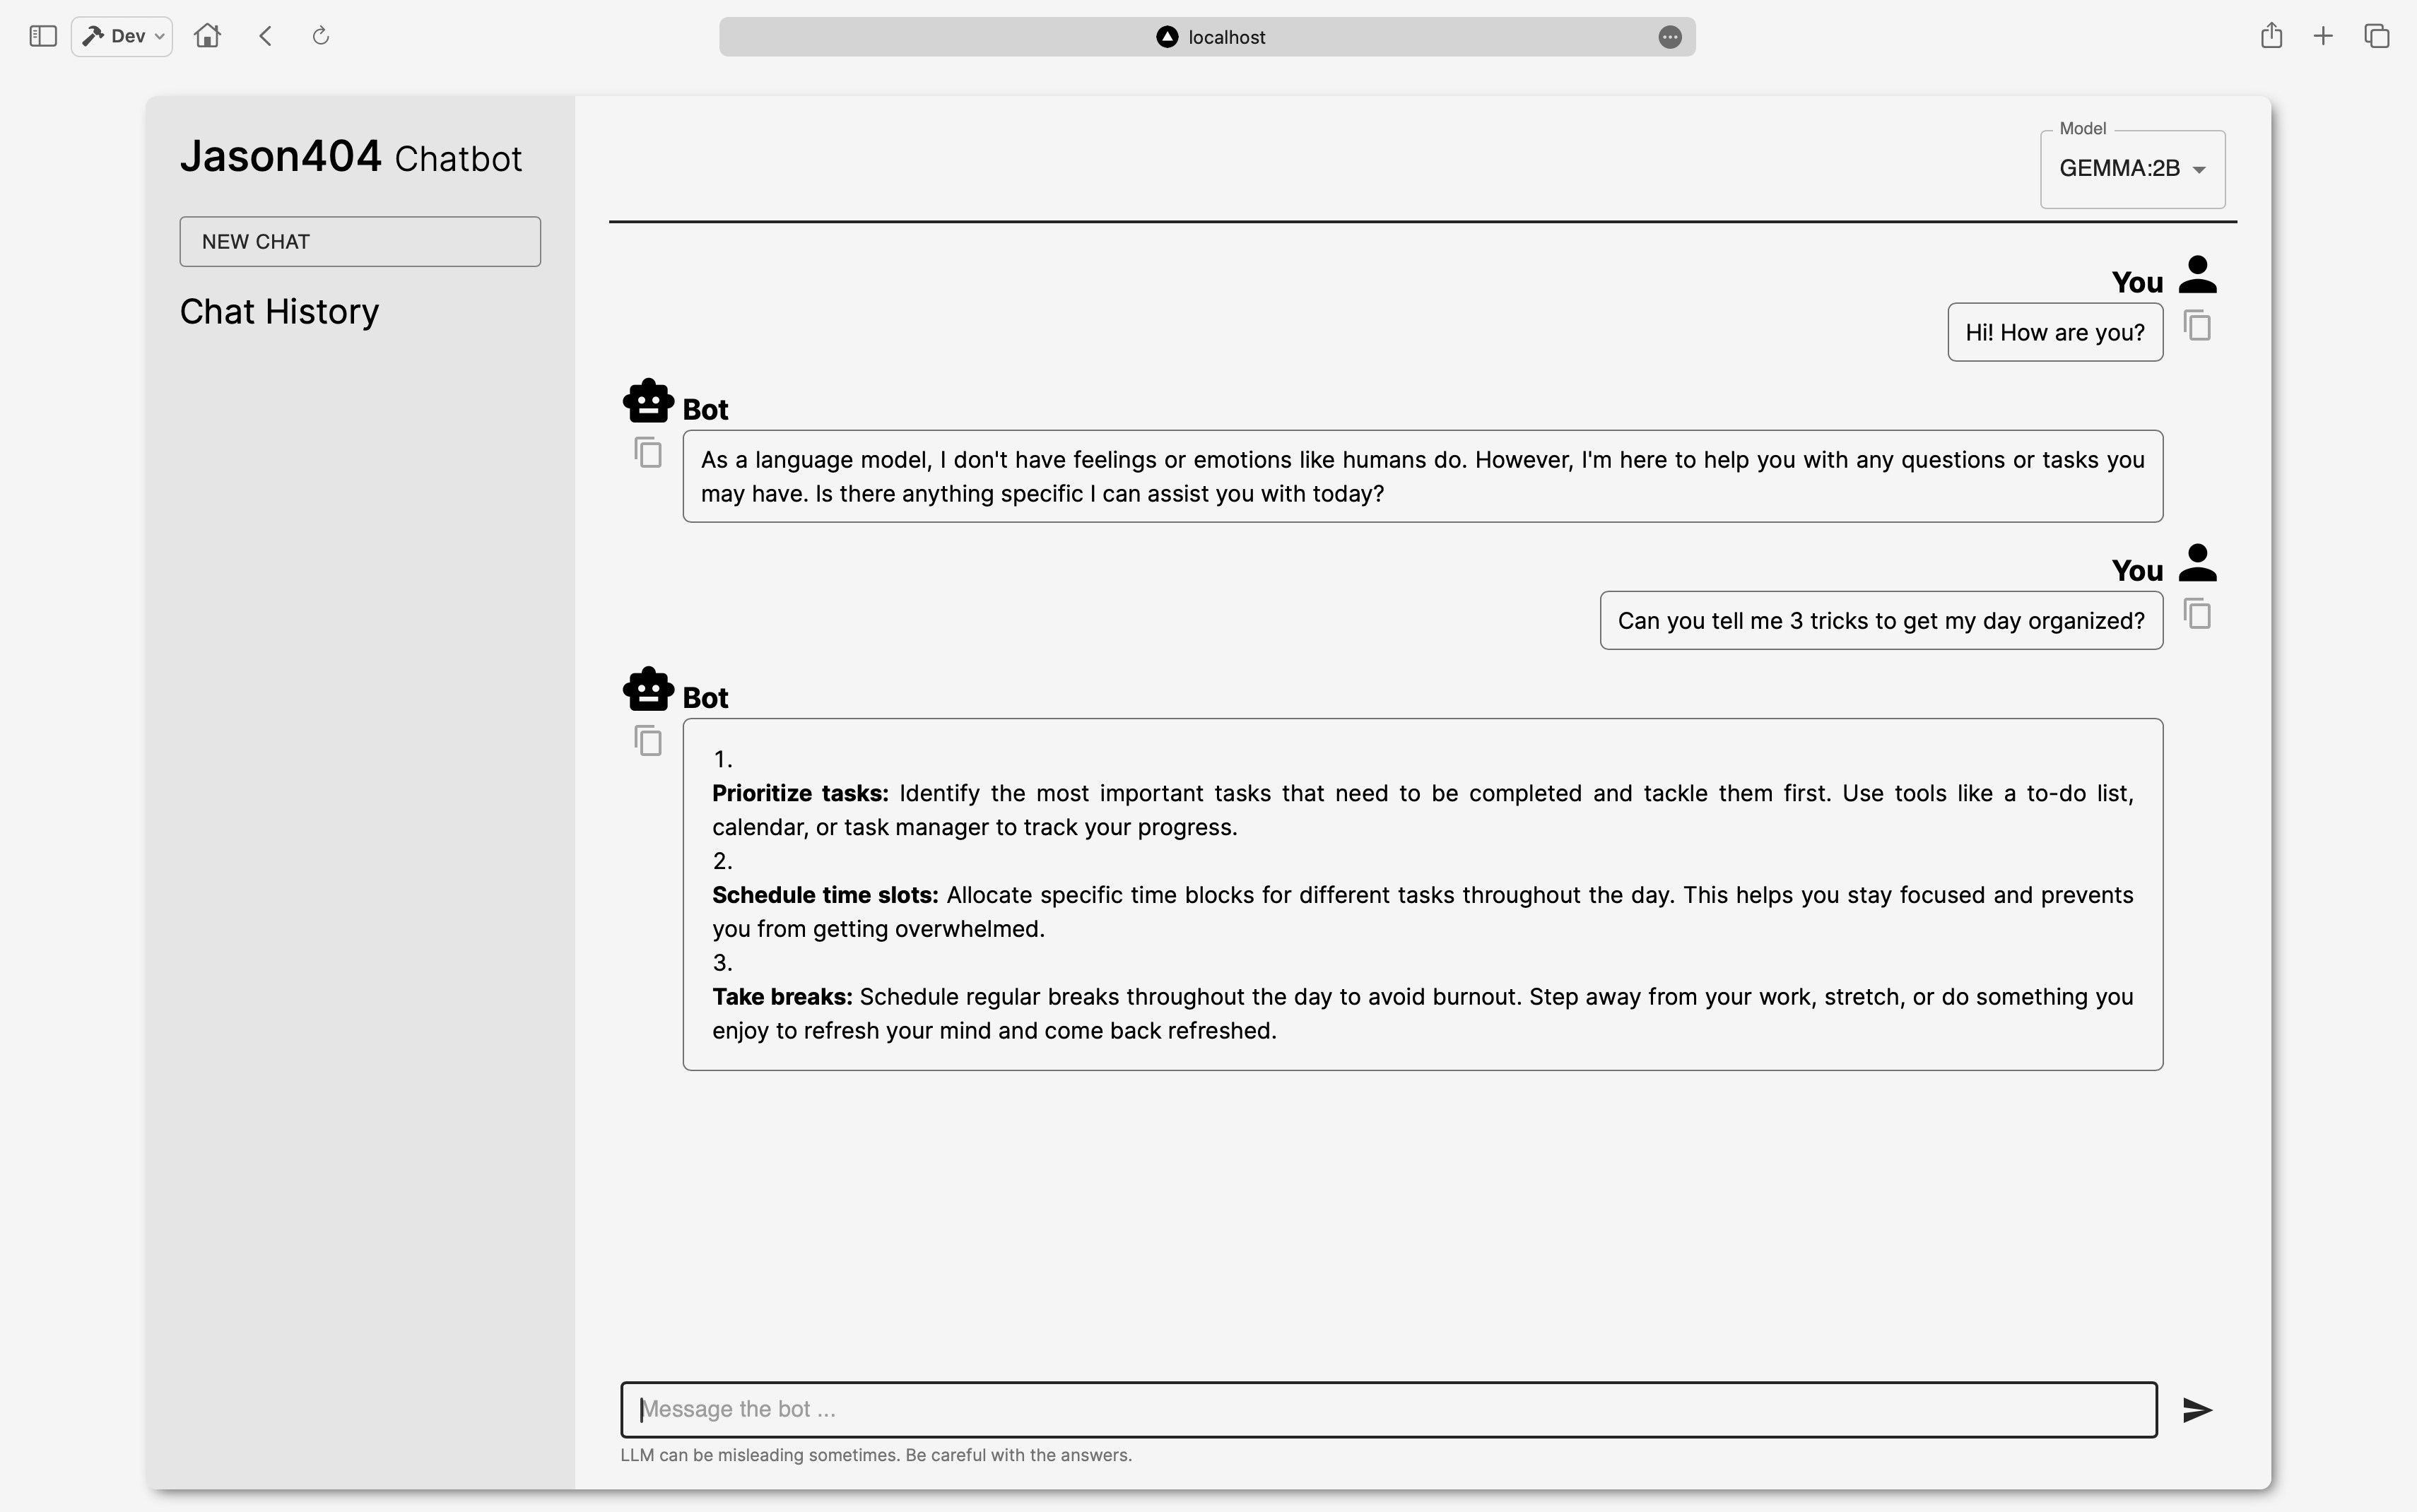 Dev
localhost
Jason404 Chatbot
NEW CHAT
Chat History
Model
GEMMA:2B
You
Hi! How are you?
Bot
As a language model, I don't have feelings or emotions like humans do. However, I'm here to help you with any questions or tasks you
may have. Is there anything specific I can assist you with today?
You
Can you tell me 3 tricks to get my day organized?
Bot
1.
Prioritize tasks: Identify the most important tasks that need to be completed and tackle them first. Use tools like a to-do list,
calendar, or task manager to track your progress.
2.
Schedule time slots: Allocate specific time blocks for different tasks throughout the day. This helps you stay focused and prevents
you from getting overwhelmed.
3.
Take breaks: Schedule regular breaks throughout the day to avoid burnout. Step away from your work, stretch, or do something you
enjoy to refresh your mind and come back refreshed.
Message the bot ...
LLM can be misleading sometimes. Be careful with the answers.